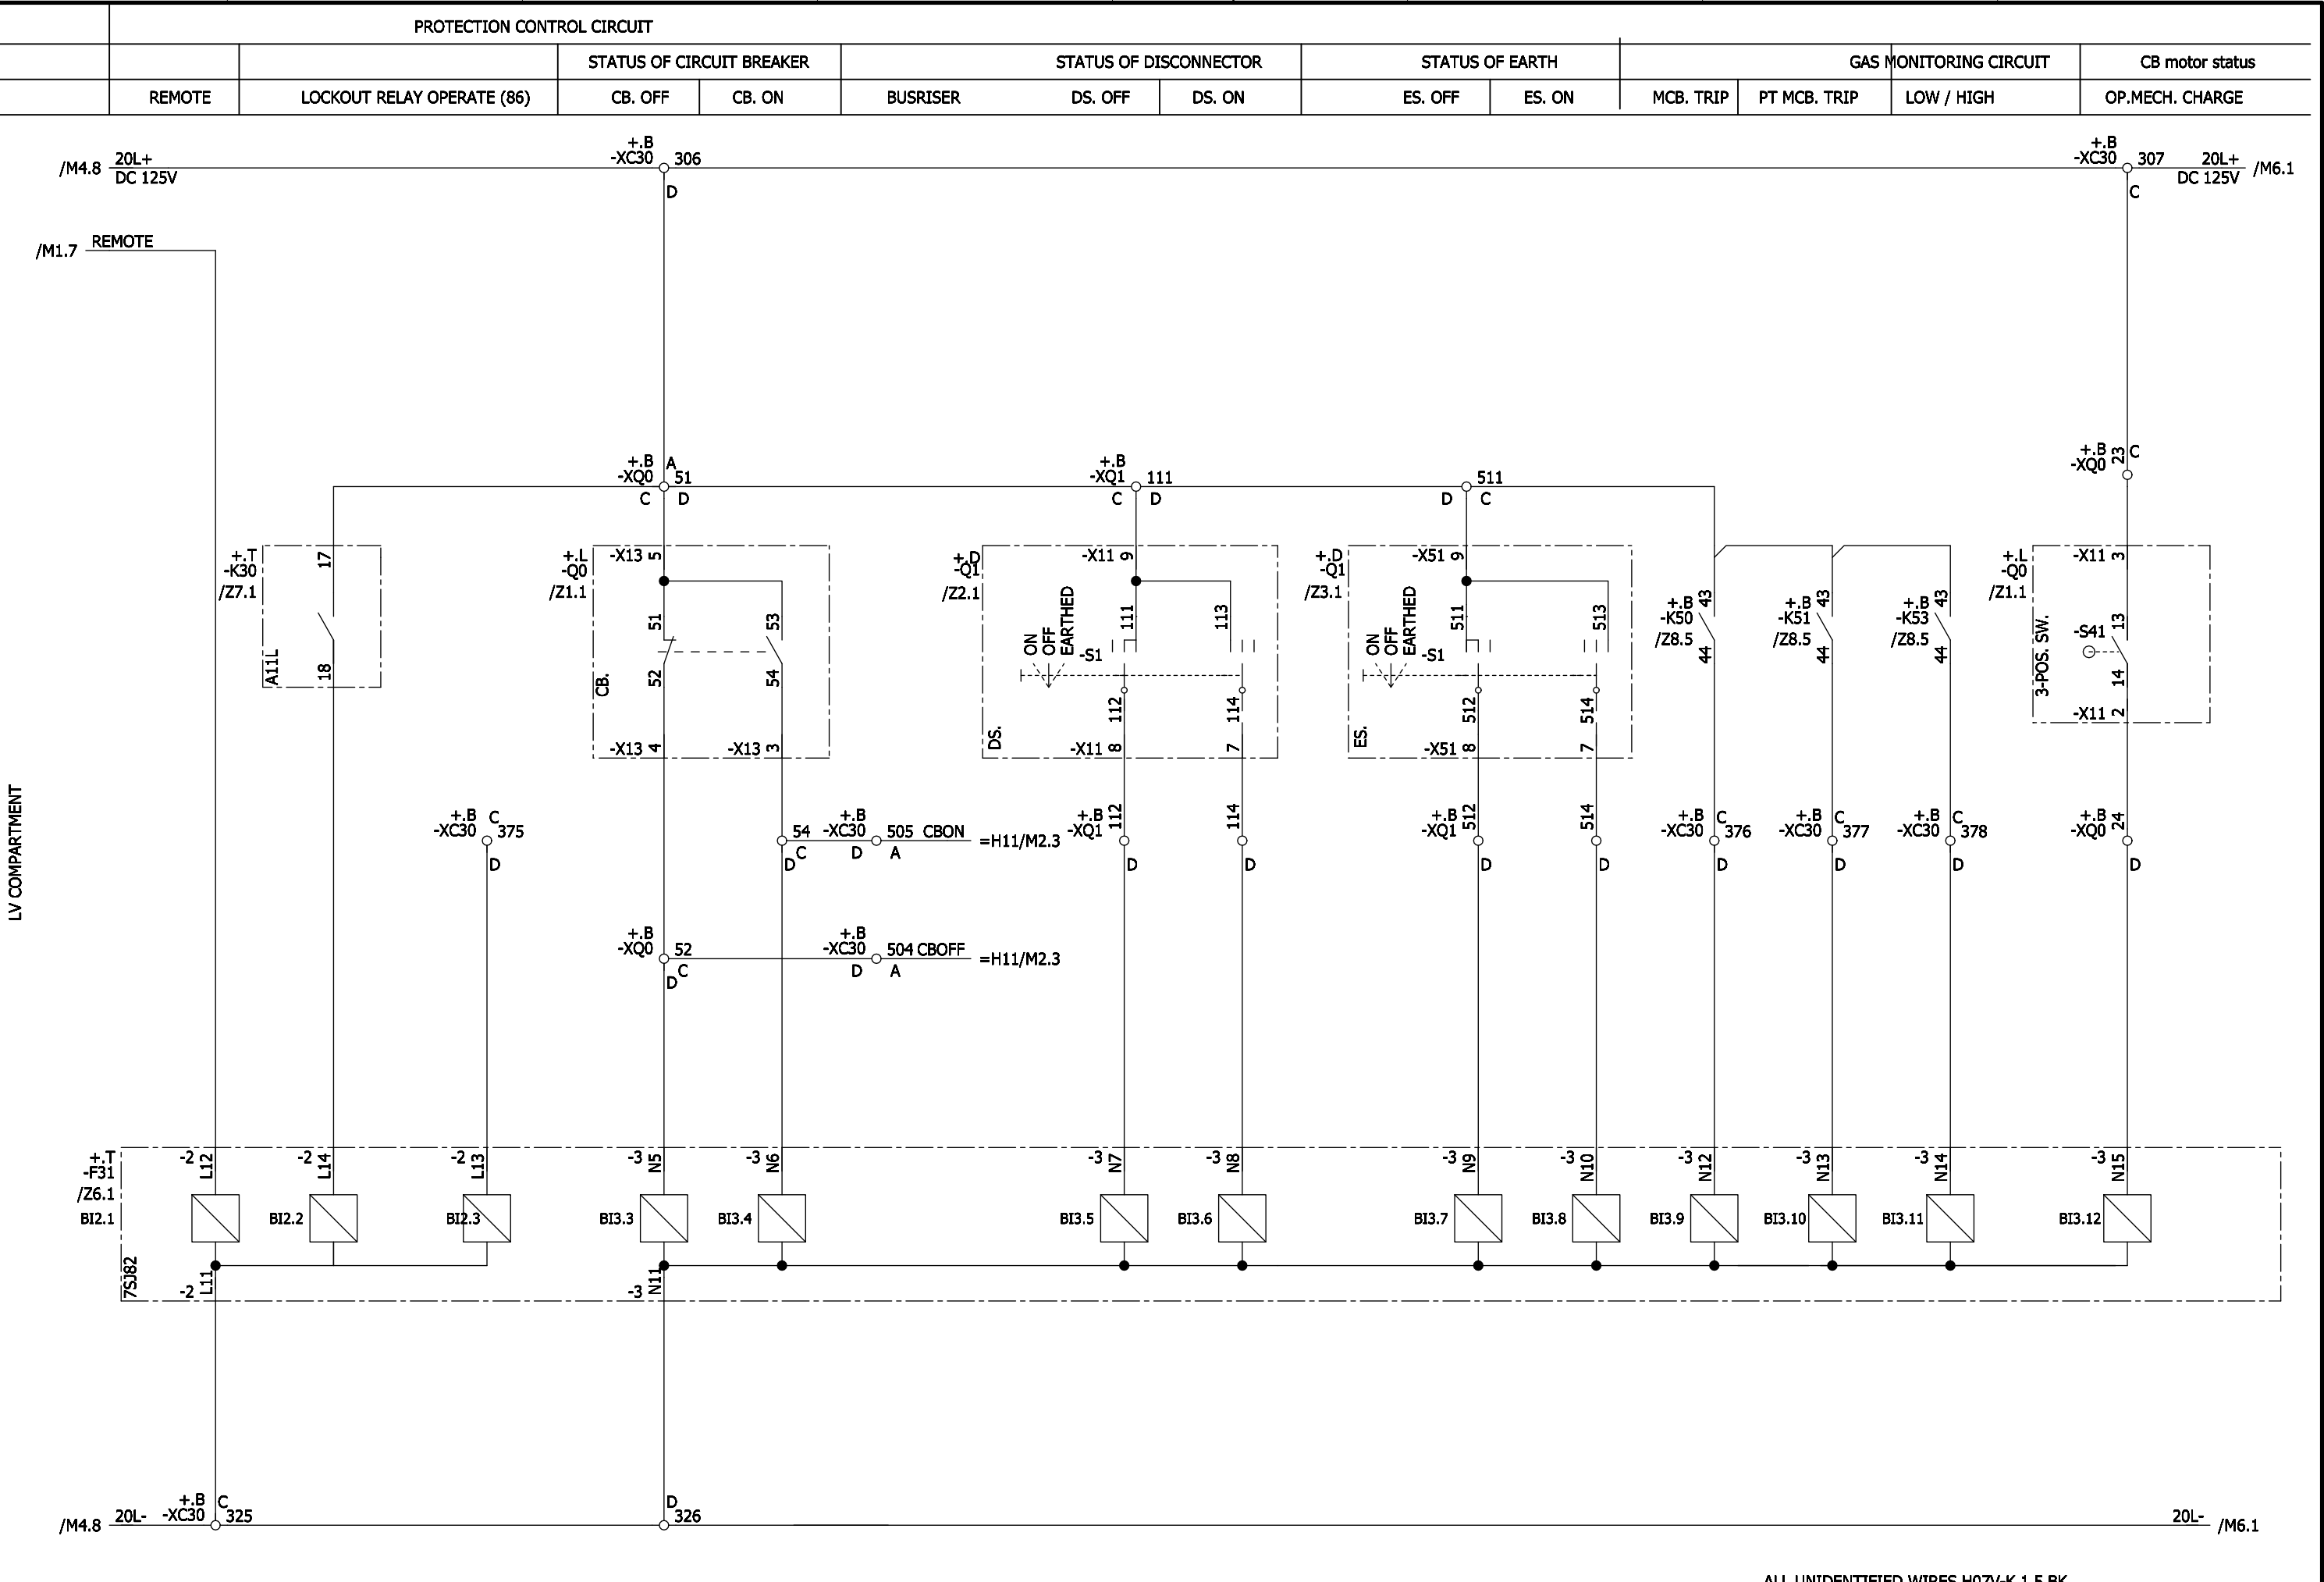 PROTECTION CONTROL CIRCUIT
STATUS OF CIRCUIT BREAKER
STATUS OF DISCONNECTOR
STATUS OF EARTH
GAS MONITORING CIRCUIT
CB motor status
REMOTE
LOCKOUT RELAY OPERATE (86)
CB. OFF
CB. ON
BUSRISER
DS. OFF
DS. ON
ES. OFF
ES. ON
MCB. TRIP
PT MCB. TRIP
LOW / HIGH
OP.MECH. CHARGE
/M4.8
20L+
DC 125V
+.B
-XC30
306
D
+.B
-XC30
307
C
20L+
DC 125V
/M6.1
/M1.7
REMOTE
+.B
-XQ0
A
51
C
D
+.B
-XQ1
111
C
D
511
D
C
+.B
-XQ0
23
C
+.T
-K30
/Z7.1
17
18
A11L
+.L
-Q0
/Z1.1
-X13
5
51
53
52
54
CB.
-X13
4
-X13
3
+.D
-Q1
/Z2.1
-X11
9
ON
OFF
EARTHED
111
113
-S1
112
114
DS.
-X11
8
7
+.D
-Q1
/Z3.1
-X51
9
ON
OFF
EARTHED
511
513
-S1
512
514
ES.
-X51
8
7
+.B
-K50
/Z8.5
43
44
+.B
-K51
/Z8.5
43
44
+.B
-K53
/Z8.5
43
44
+.L
-Q0
/Z1.1
-X11
3
3-POS. SW.
-S41
13
14
-X11
2
LV COMPARTMENT
+.B
-XC30
C
375
D
54
C
D
+.B
-XC30
505
CBON
D
A
=H11/M2.3
+.B
-XQ1
112
D
114
D
+.B
-XQ1
512
D
514
D
+.B
-XC30
C
376
D
+.B
-XC30
C
377
D
+.B
-XC30
C
378
D
+.B
-XQ0
24
D
+.B
-XQ0
52
C
D
+.B
-XC30
504
CBOFF
D
A
=H11/M2.3
+.T
-F31
/Z6.1
-2
L12
-2
L14
-2
L13
-3
N5
-3
N6
-3
N7
-3
N8
-3
N9
-3
N10
-3
N12
-3
N13
-3
N14
-3
N15
BI2.1
BI2.2
BI2.3
BI3.3
BI3.4
BI3.5
BI3.6
BI3.7
BI3.8
BI3.9
BI3.10
BI3.11
BI3.12
7SJ82
-2
L11
-3
N11
/M4.8
20L-
+.B
-XC30
C
325
D
326
20L-
/M6.1
ALL UNIDENTIFIED WIRES H07V-K 1.5 BK